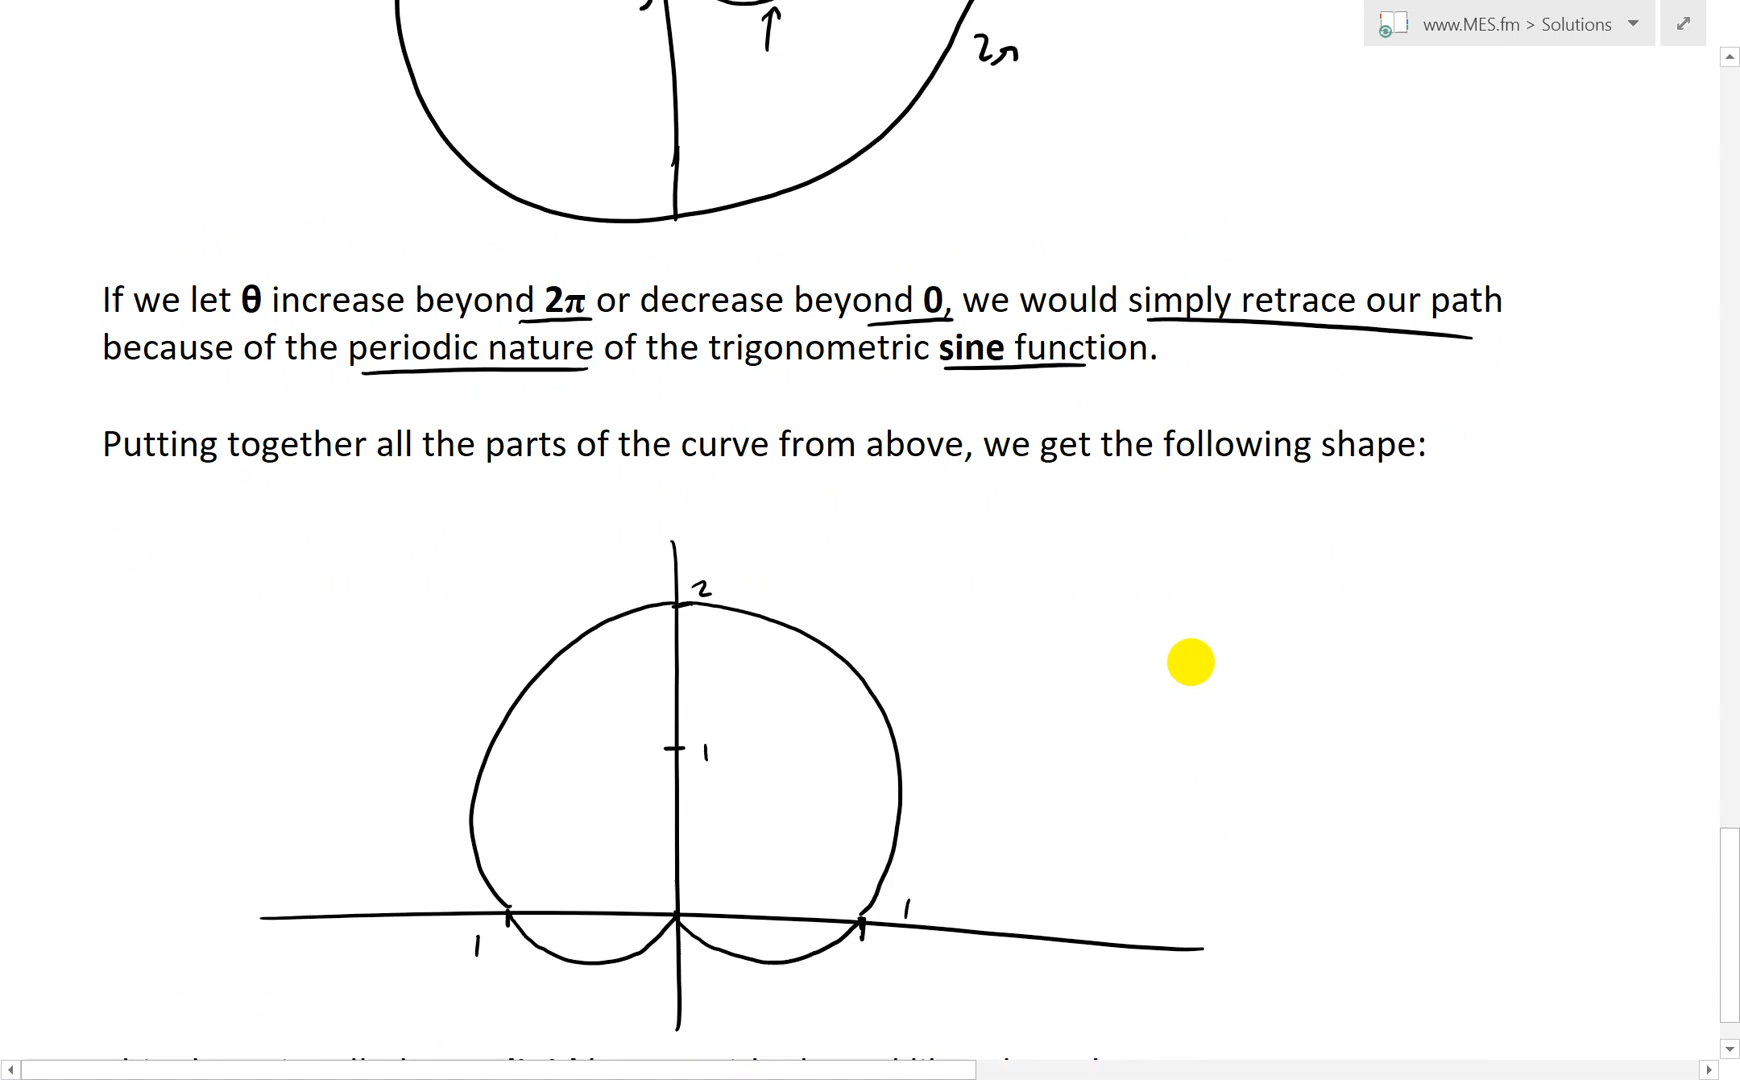 www.MES.fm > Solutions
2π
If we let θ increase beyond 2π or decrease beyond 0, we would simply retrace our path
because of the periodic nature of the trigonometric sine function.
Putting together all the parts of the curve from above, we get the following shape:
2
1
1
1